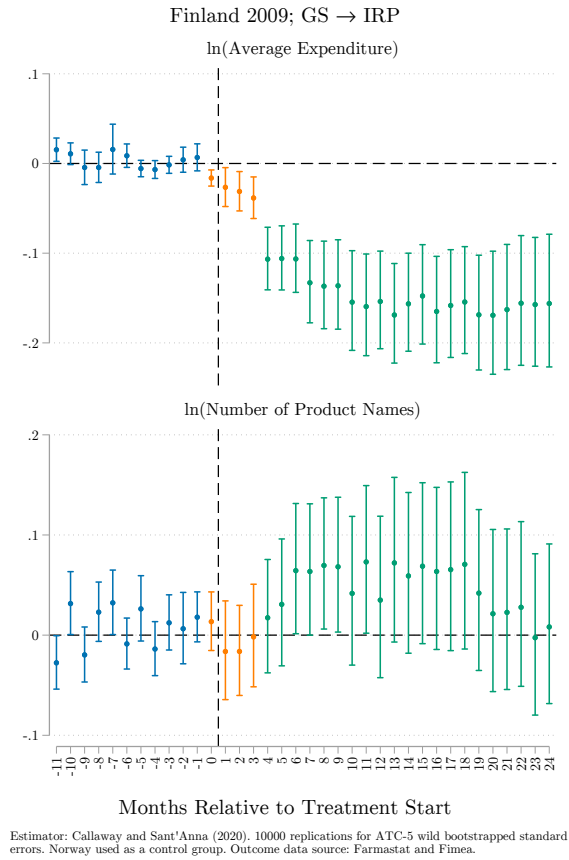 Finland 2009; GS → IRP
ln(Average Expenditure)
.1
0
-.1
-.2
ln(Number of Product Names)
.2
.1
0
-.1
-11 -10 -9 -8 -7 -6 -5 -4 -3 -2 -1 0 1 2 3 4 5 6 7 8 9 10 11 12 13 14 15 16 17 18 19 20 21 22 23 24
Months Relative to Treatment Start
Estimator: Callaway and Sant'Anna (2020). 10000 replications for ATC-5 wild bootstrapped standard
errors. Norway used as a control group. Outcome data source: Farmastat and Fimea.